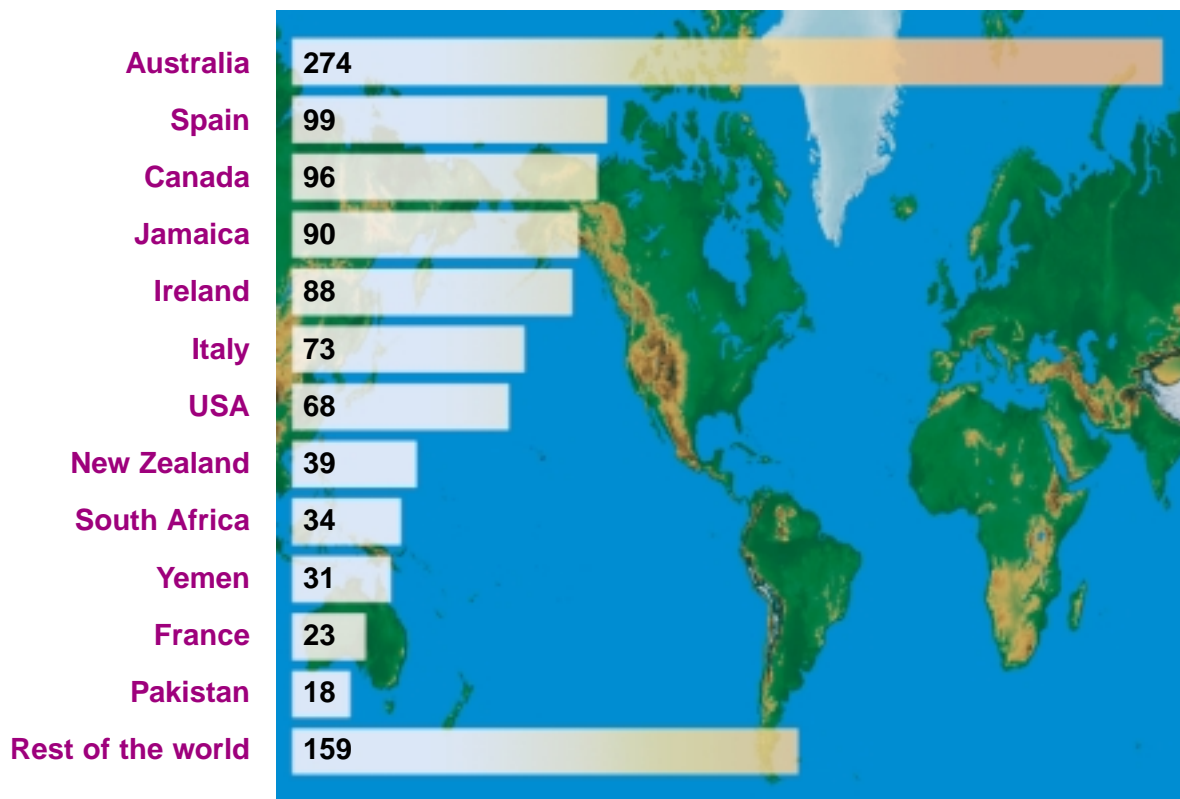 Australia 274
Spain 99
Canada 96
Jamaica 90
Ireland 88
Italy 73
USA 68
New Zealand 39
South Africa 34
Yemen 31
France 23
Pakistan 18
Rest of the world 159